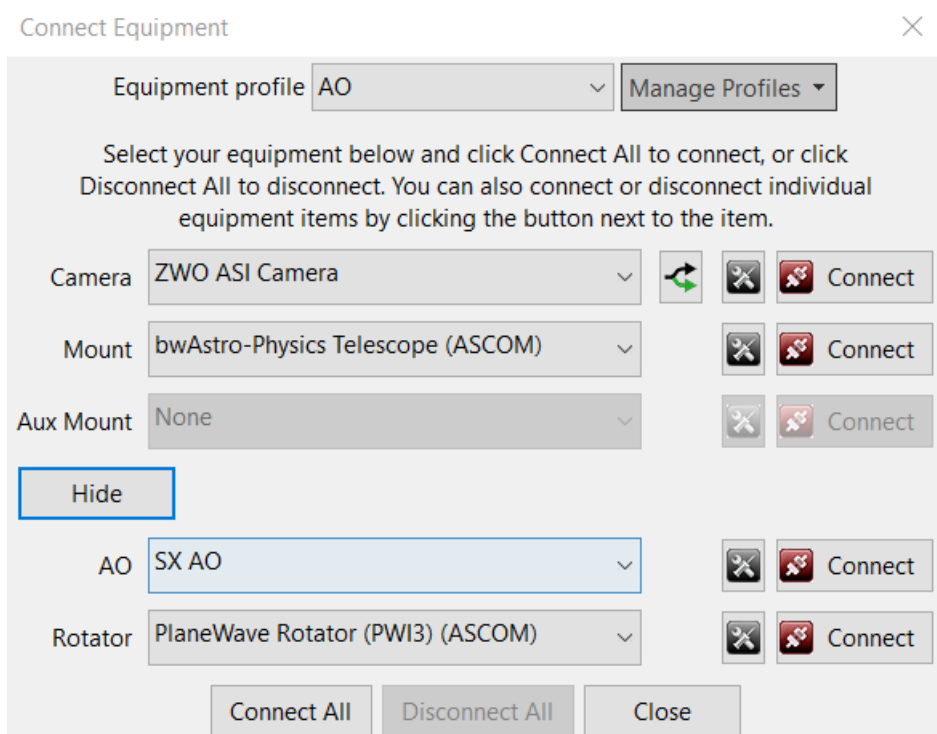 Connect Equipment
Equipment profile AO Manage Profiles
Select your equipment below and click Connect All to connect, or click
Disconnect All to disconnect. You can also connect or disconnect individual
equipment items by clicking the button next to the item.
Camera ZWO ASI Camera Connect
Mount bwAstro-Physics Telescope (ASCOM) Connect
Aux Mount None Connect
Hide
AO SX AO Connect
Rotator PlaneWave Rotator (PWI3) (ASCOM) Connect
Connect All Disconnect All Close